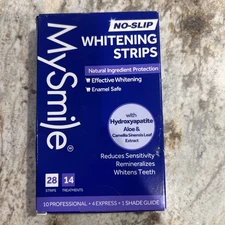 MySmile®
NO-SLIP
WHITENING
STRIPS
Natural Ingredient Protection
Effective Whitening
Enamel Safe
with
Hydroxyapatite
Aloe &
Camellia Sinensis Leaf
Extract
Reduces Sensitivity
Remineralizes
Whitens Teeth
28 STRIPS
14 TREATMENTS
10 PROFESSIONAL + 4 EXPRESS + 1 SHADE GUIDE